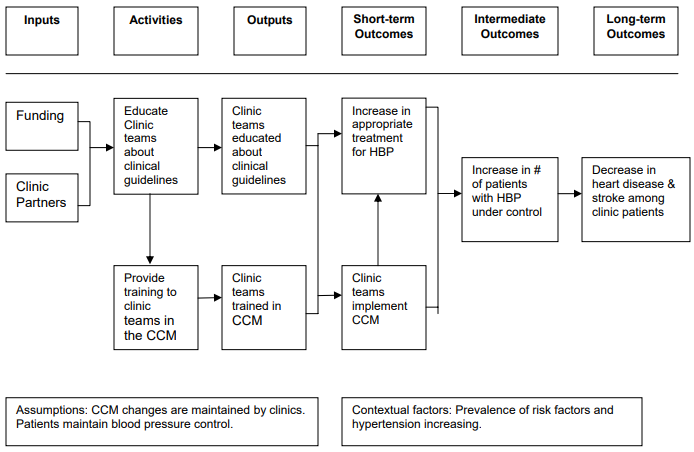 Inputs
Activities
Outputs
Short-term
Outcomes
Intermediate
Outcomes
Long-term
Outcomes
Funding
Clinic
Partners
Educate
Clinic
teams
about
clinical
guidelines
Clinic
teams
educated
about
clinical
guidelines
Increase in
appropriate
treatment
for HBP
Increase in #
of patients
with HBP
under control
Decrease in
heart disease &
stroke among
clinic patients
Provide
training to
clinic
teams in
the CCM
Clinic
teams
trained in
CCM
Clinic
teams
implement
CCM
Assumptions: CCM changes are maintained by clinics.
Patients maintain blood pressure control.
Contextual factors: Prevalence of risk factors and
hypertension increasing.